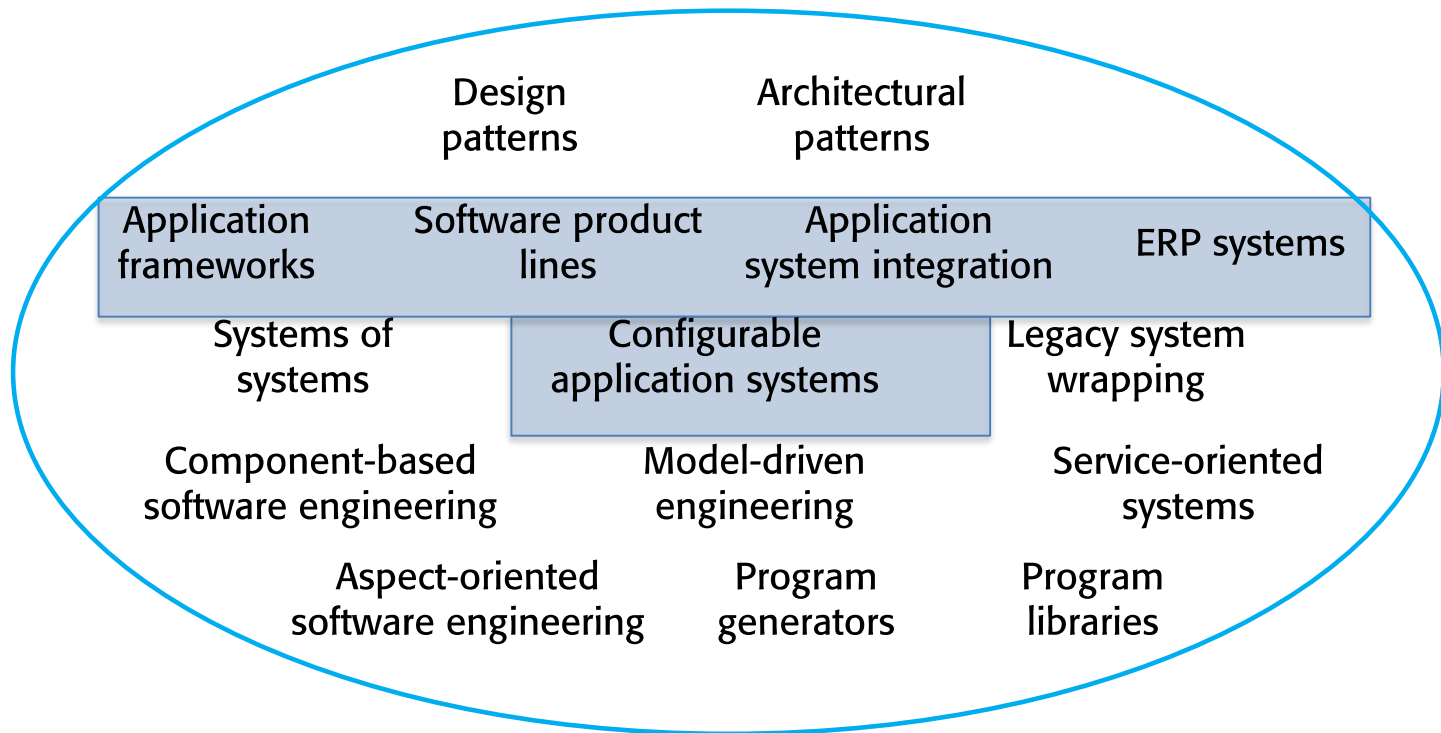 Design
patterns
Architectural
patterns
Application
frameworks
Software product
lines
Application
system integration
ERP systems
Systems of
systems
Configurable
application systems
Legacy system
wrapping
Component-based
software engineering
Model-driven
engineering
Service-oriented
systems
Aspect-oriented
software engineering
Program
generators
Program
libraries